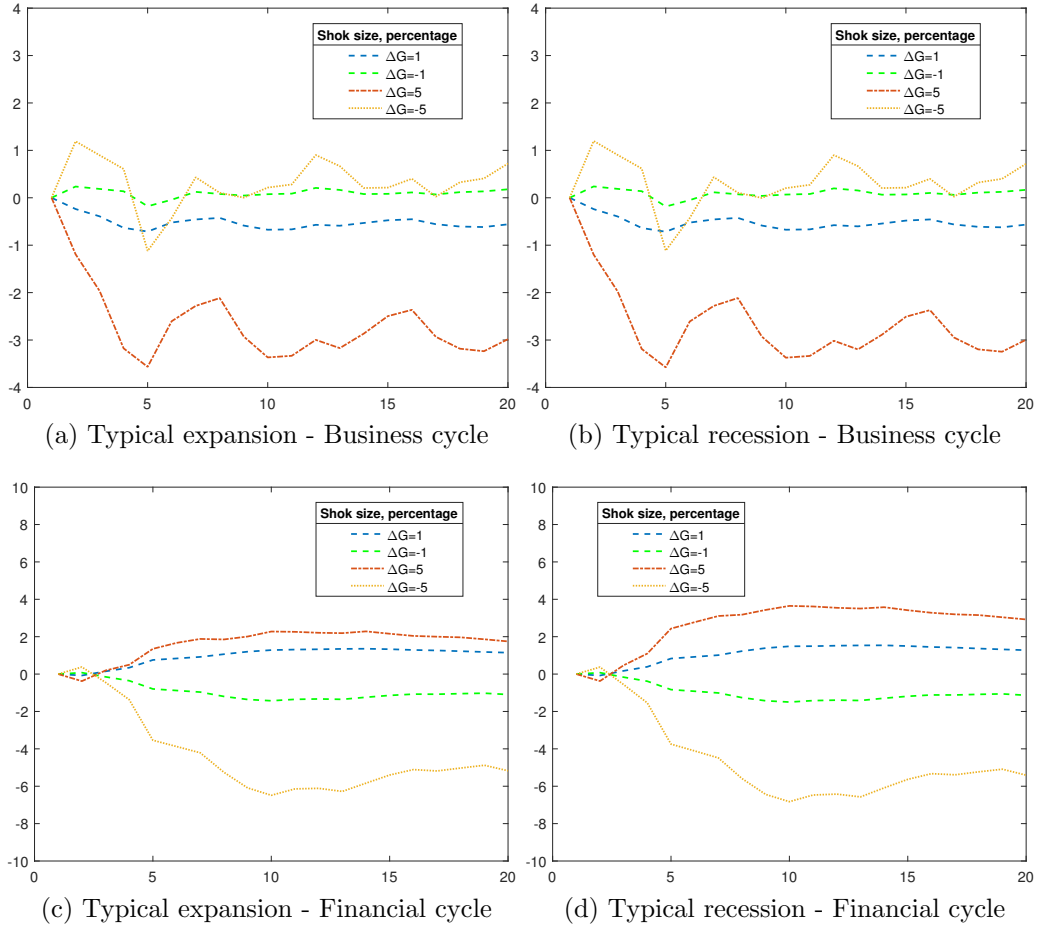 4
3
2
1
0
-1
-2
-3
-4
0
5
10
15
20
Shok size, percentage
ΔG=1
ΔG=-1
ΔG=5
ΔG=-5
(a) Typical expansion - Business cycle
4
3
2
1
0
-1
-2
-3
-4
0
5
10
15
20
Shok size, percentage
ΔG=1
ΔG=-1
ΔG=5
ΔG=-5
(b) Typical recession - Business cycle
10
8
6
4
2
0
-2
-4
-6
-8
-10
0
5
10
15
20
Shok size, percentage
ΔG=1
ΔG=-1
ΔG=5
ΔG=-5
(c) Typical expansion - Financial cycle
10
8
6
4
2
0
-2
-4
-6
-8
-10
0
5
10
15
20
Shok size, percentage
ΔG=1
ΔG=-1
ΔG=5
ΔG=-5
(d) Typical recession - Financial cycle